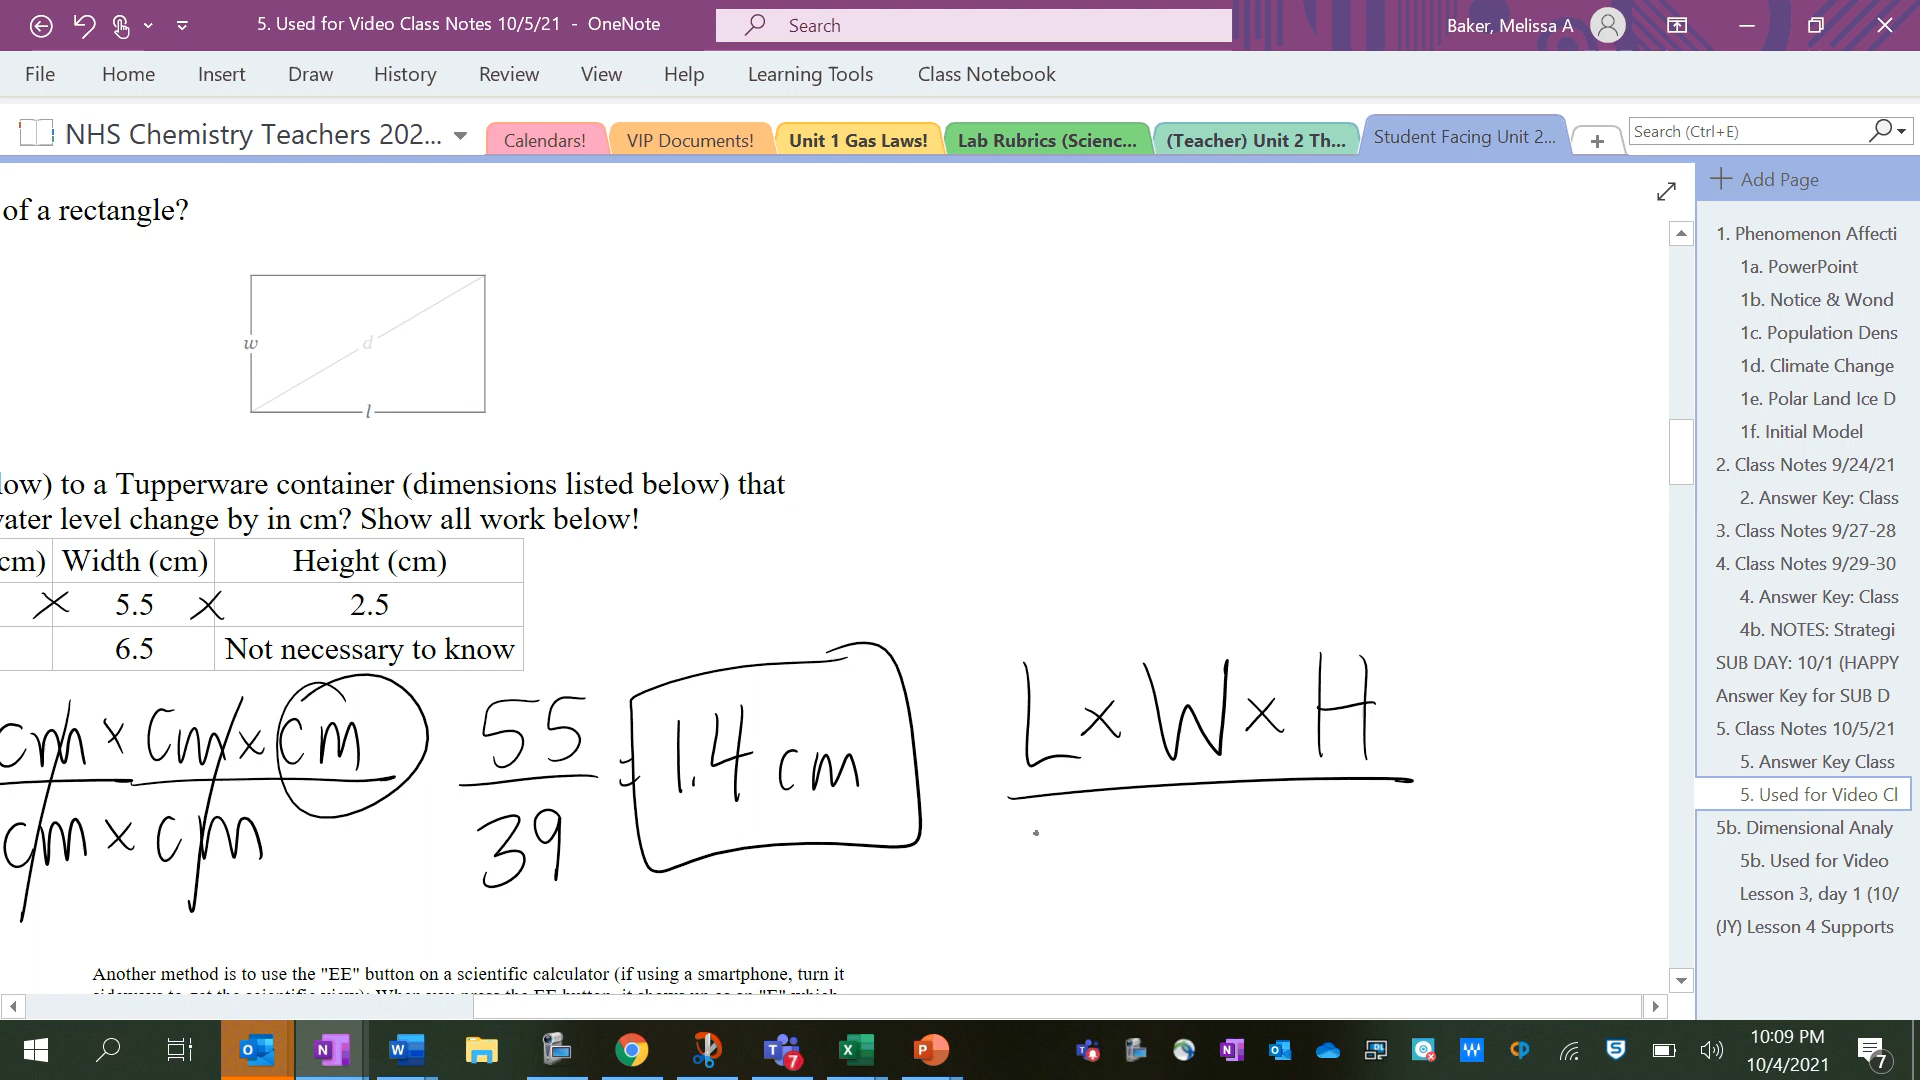 5. Used for Video Class Notes 10/5/21 - OneNote
Search
Baker, Melissa A
File Home Insert Draw History Review View Help Learning Tools Class Notebook
NHS Chemistry Teachers 202...
Calendars!
VIP Documents!
Unit 1 Gas Laws!
Lab Rubrics (Scienc...
(Teacher) Unit 2 Th...
Student Facing Unit 2...
Search (Ctrl+E)
Add Page
of a rectangle?
w
d
l
low) to a Tupperware container (dimensions listed below) that
vater level change by in cm? Show all work below!
cm) Width (cm) Height (cm)
x 5.5 x 2.5
6.5 Not necessary to know
cm x cm x cm
cm x cm
55
39
= 1.4 cm
L x W x H
Another method is to use the "EE" button on a scientific calculator (if using a smartphone, turn it
1. Phenomenon Affecti
1a. PowerPoint
1b. Notice & Wond
1c. Population Dens
1d. Climate Change
1e. Polar Land Ice D
1f. Initial Model
2. Class Notes 9/24/21
2. Answer Key: Class
3. Class Notes 9/27-28
4. Class Notes 9/29-30
4. Answer Key: Class
4b. NOTES: Strategi
SUB DAY: 10/1 (HAPPY
Answer Key for SUB D
5. Class Notes 10/5/21
5. Answer Key Class
5. Used for Video Cl
5b. Dimensional Analy
5b. Used for Video
Lesson 3, day 1 (10/
(JY) Lesson 4 Supports
10:09 PM
10/4/2021
7
7